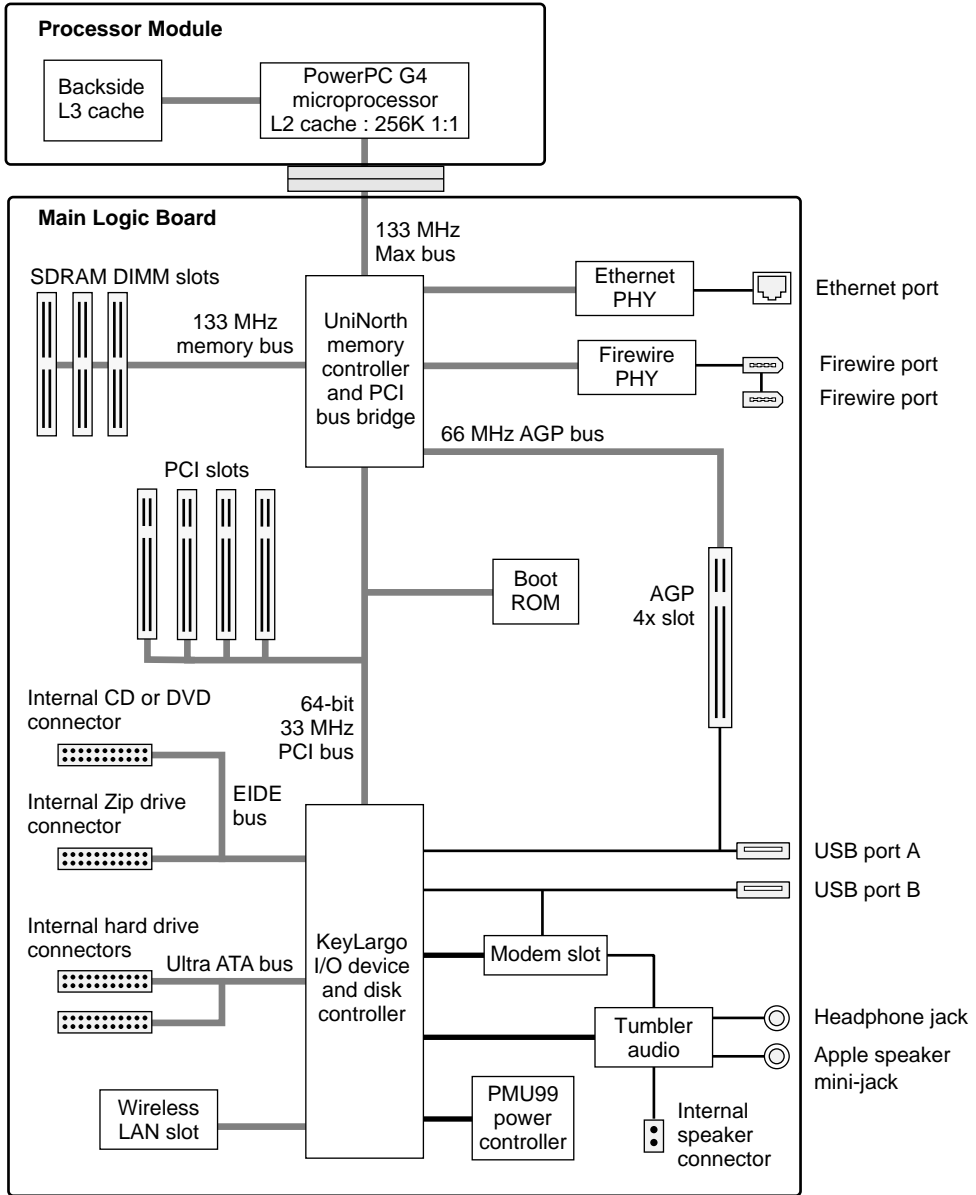 Processor Module
Backside
L3 cache
PowerPC G4
microprocessor
L2 cache : 256K 1:1
Main Logic Board
133 MHz
Max bus
SDRAM DIMM slots
133 MHz
memory bus
UniNorth
memory
controller
and PCI
bus bridge
Ethernet
PHY
Ethernet port
Firewire
PHY
Firewire port
Firewire port
66 MHz AGP bus
PCI slots
Boot
ROM
AGP
4x slot
Internal CD or DVD
connector
64-bit
33 MHz
PCI bus
EIDE
bus
Internal Zip drive
connector
USB port A
USB port B
Internal hard drive
connectors
Ultra ATA bus
KeyLargo
I/O device
and disk
controller
Modem slot
Tumbler
audio
Headphone jack
Apple speaker
mini-jack
Wireless
LAN slot
PMU99
power
controller
Internal
speaker
connector